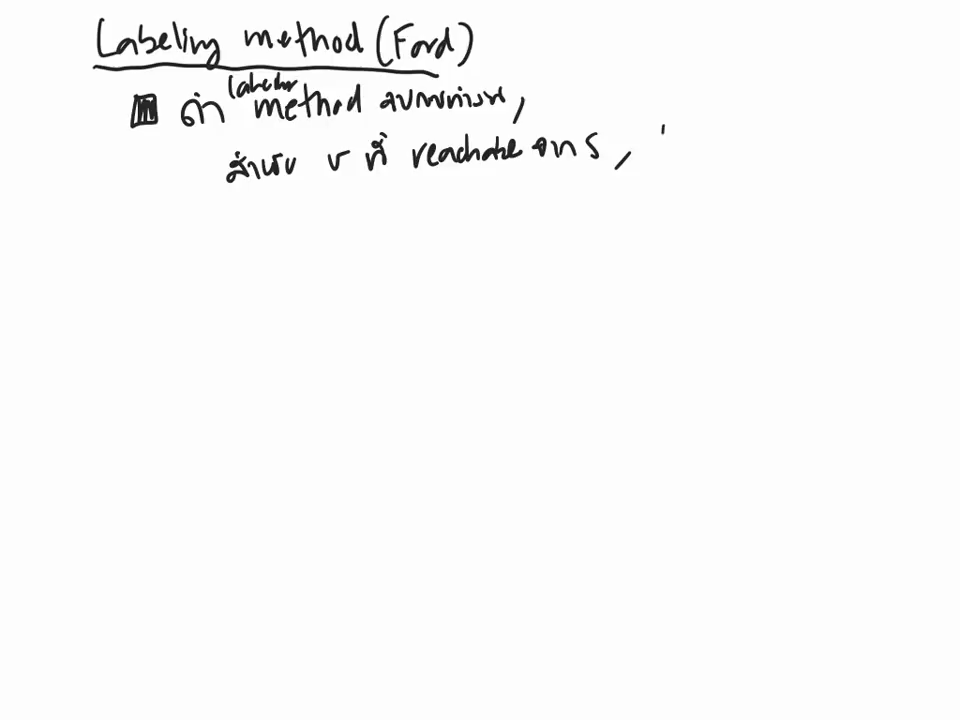 Labeling method (Ford)
ถ้า labeling method จบการทำงาน,
สำหรับ v ที่ reachable จาก s,